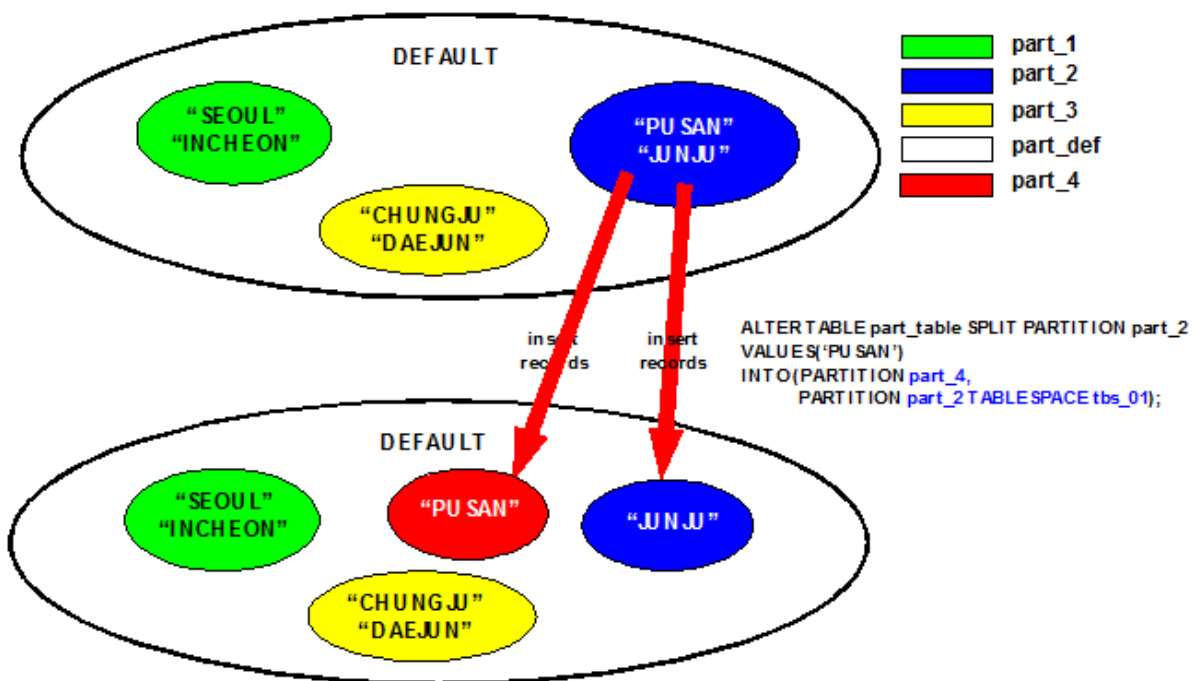 DEFAULT
“SEOUL”
“INCHEON”
“PUSAN”
“JUNJU”
“CHUNGJU”
“DAEJUN”
part_1
part_2
part_3
part_def
part_4
insert
records
insert
records
ALTER TABLE part_table SPLIT PARTITION part_2
VALUES(‘PUSAN’)
INTO(PARTITION part_4,
PARTITION part_2 TABLESPACE tbs_01);
DEFAULT
“SEOUL”
“INCHEON”
“PUSAN”
“JUNJU”
“CHUNGJU”
“DAEJUN”